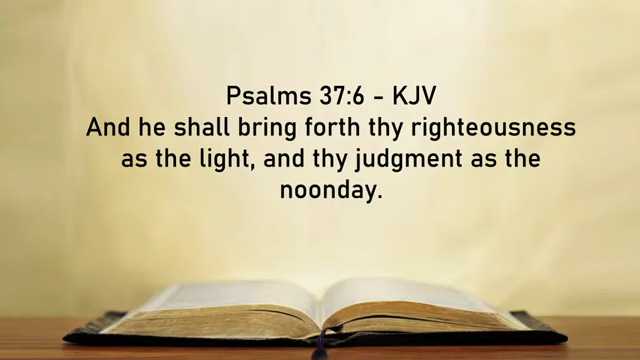 Psalms 37:6 - KJV
And he shall bring forth thy righteousness
as the light, and thy judgment as the
noonday.